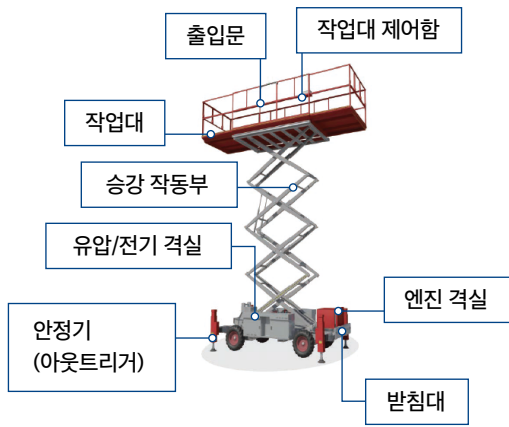 출입문
작업대 제어함
작업대
승강 작동부
유압/전기 격실
엔진 격실
안정기
(아웃트리거)
받침대